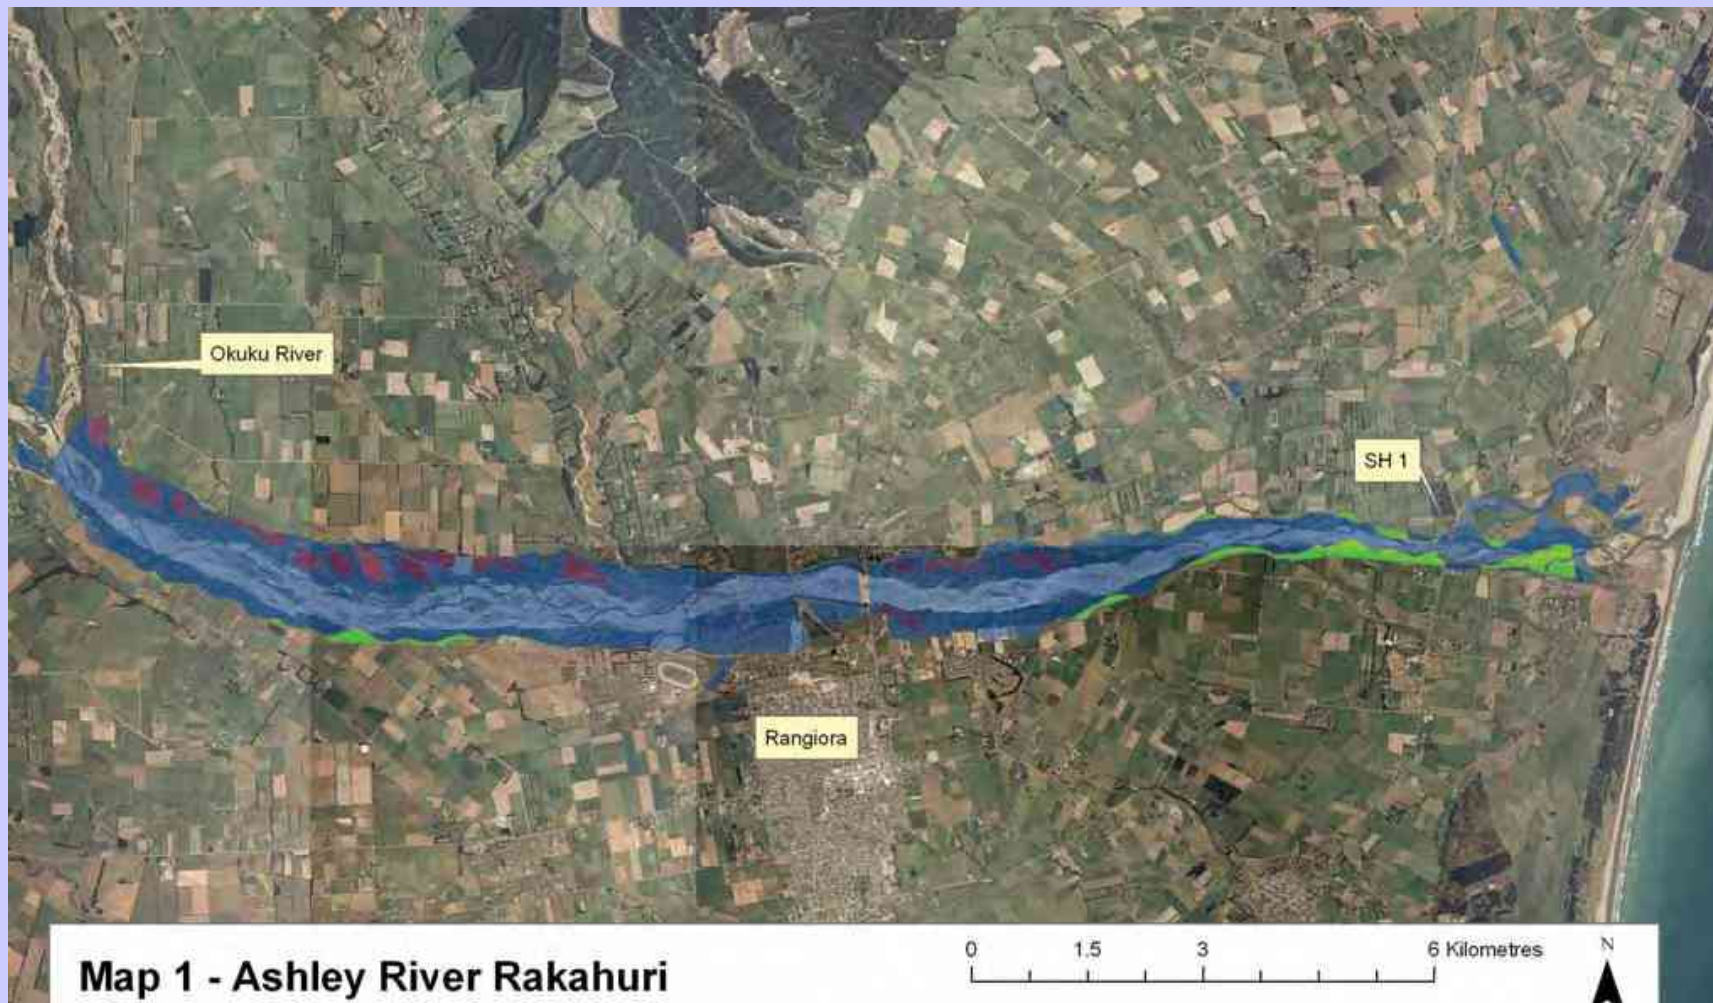 Okuku River
SH 1
Rangiora
Map 1 - Ashley River Rakahuri
0 1.5 3 6 Kilometres
N